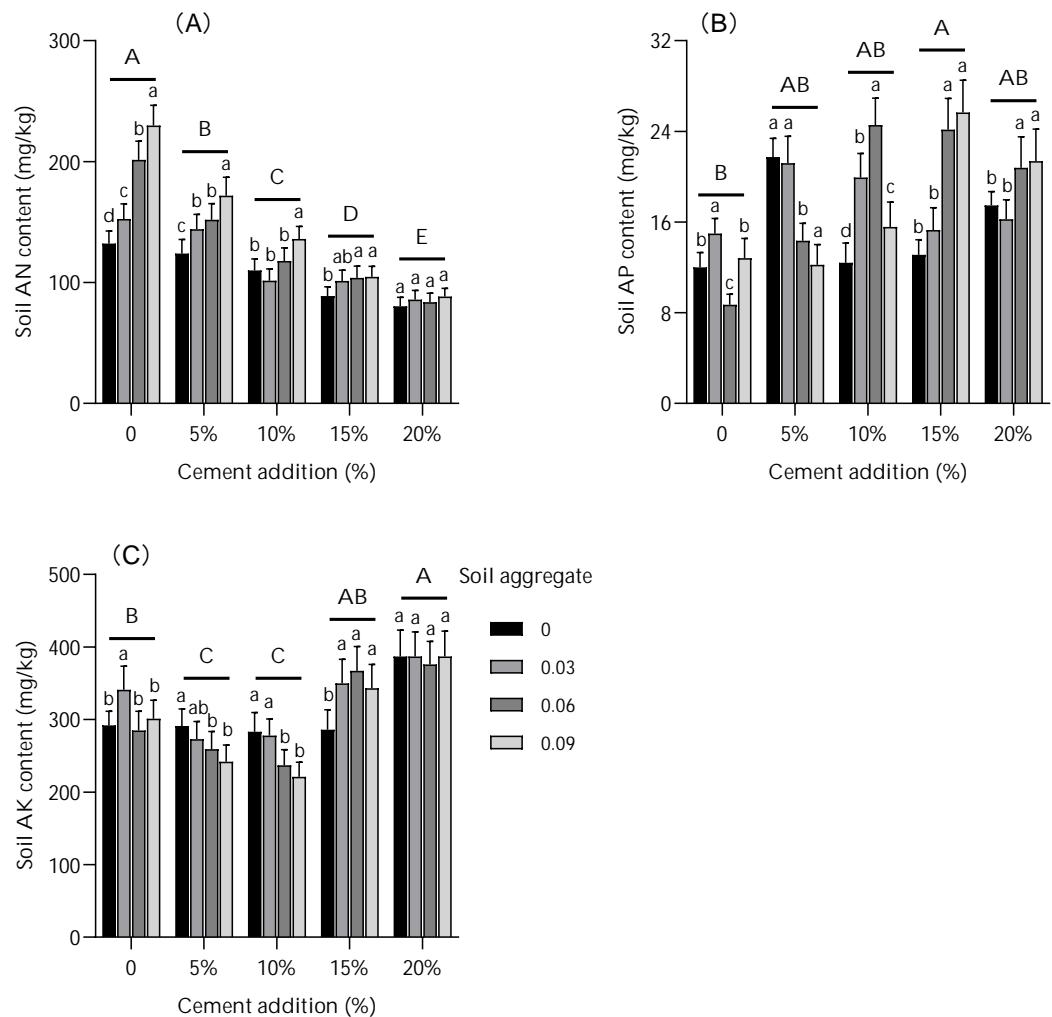 (A)
300
200
100
0
Soil AN content (mg/kg)
A
B
C
D
E
d c b a
c b b a
b b b a
b ab a a
a a a a
0 5% 10% 15% 20%
Cement addition (%)
(B)
32
24
16
8
0
Soil AP content (mg/kg)
B
AB
AB
A
AB
b a c b
a a b a
d b a c
b b a a
b b a a
0 5% 10% 15% 20%
Cement addition (%)
(C)
500
400
300
200
100
0
Soil AK content (mg/kg)
B
C
C
AB
A
b a b b
a ab b b
a a b b
b a a a
a a a a
0 5% 10% 15% 20%
Cement addition (%)
Soil aggregate
0
0.03
0.06
0.09